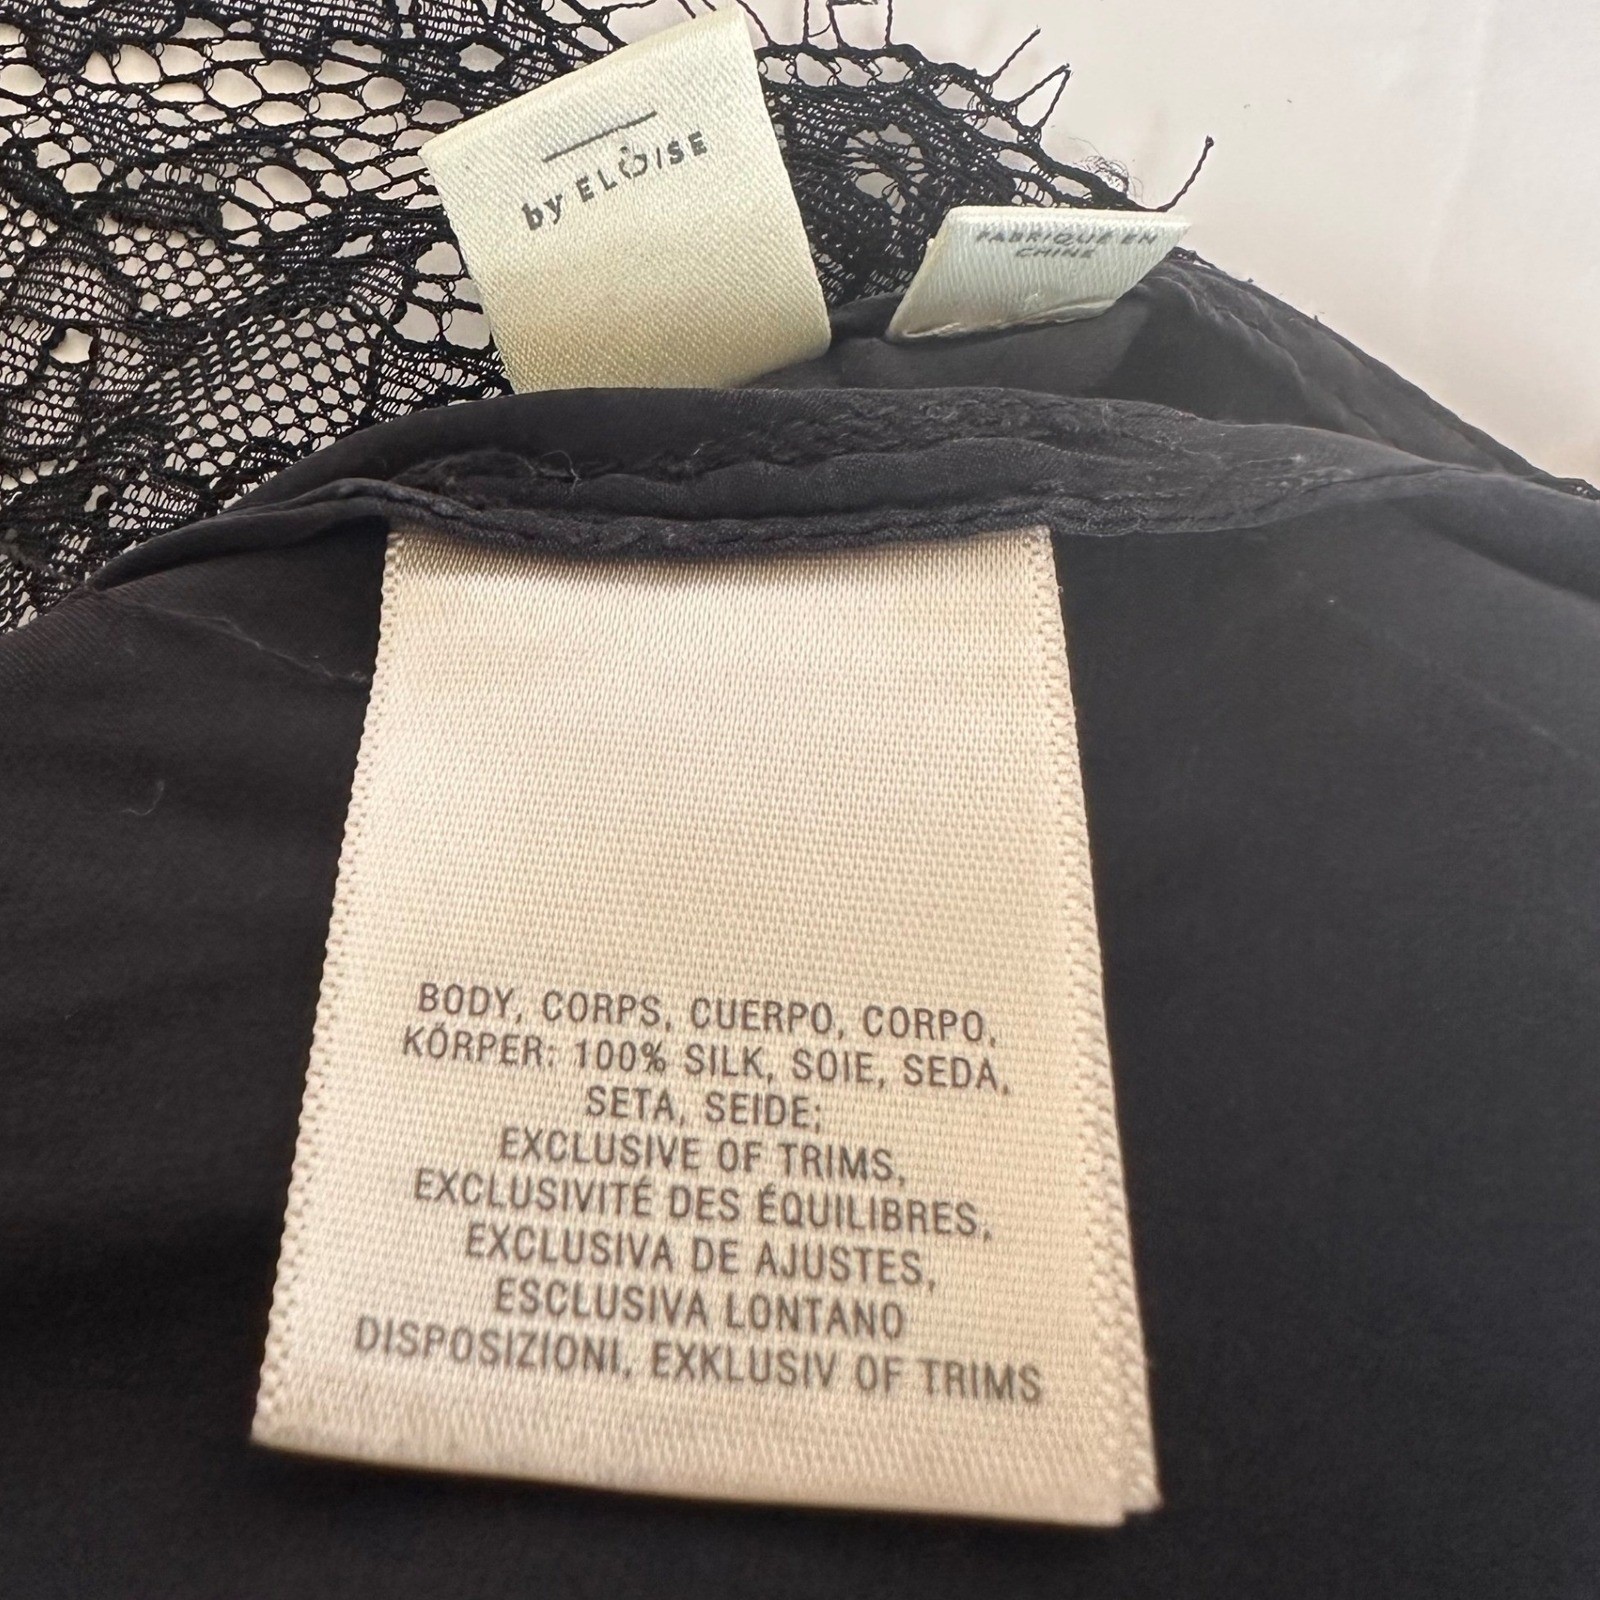 by ELOISE
FABRIQUÉ EN
CHINE
BODY, CORPS, CUERPO, CORPO,
KÖRPER: 100% SILK, SOIE, SEDA,
SETA, SEIDE;
EXCLUSIVE OF TRIMS,
EXCLUSIVITÉ DES ÉQUILIBRES,
EXCLUSIVA DE AJUSTES,
ESCLUSIVA LONTANO
DISPOSIZIONI, EXKLUSIV OF TRIMS